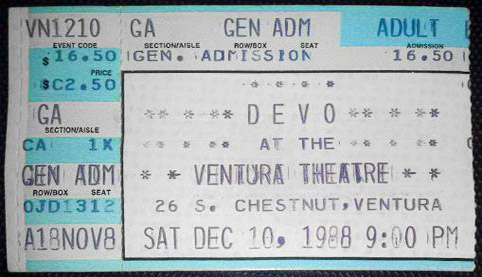 VN1210 GA GEN ADM ADULT
EVENT CODE SECTION/AISLE ROW/BOX SEAT ADMISSION
$16.50 GEN. ADMISSION 16.50
PRICE
$C2.50
GA * * * * DEVO * * * *
SECTION/AISLE
CA 1K AT THE
GEN ADM * * VENTURA THEATRE * *
ROW/BOX SEAT
0JD1312 26 S. CHESTNUT, VENTURA
A18NOV8 SAT DEC 10, 1988 9:00 PM